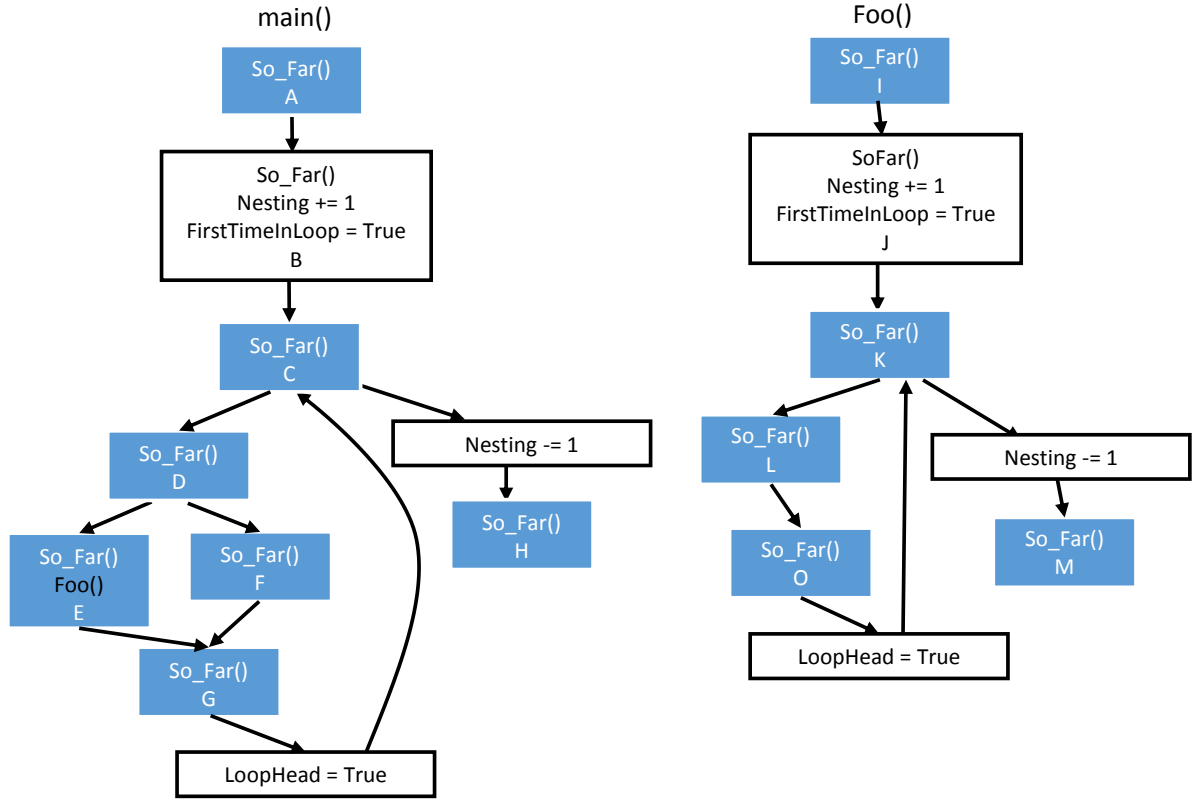 main()
So_Far()
A
So_Far()
Nesting += 1
FirstTimeInLoop = True
B
So_Far()
C
So_Far()
D
Nesting -= 1
So_Far()
H
So_Far()
Foo()
E
So_Far()
F
So_Far()
G
LoopHead = True
Foo()
So_Far()
I
SoFar()
Nesting += 1
FirstTimeInLoop = True
J
So_Far()
K
So_Far()
L
Nesting -= 1
So_Far()
M
So_Far()
O
LoopHead = True